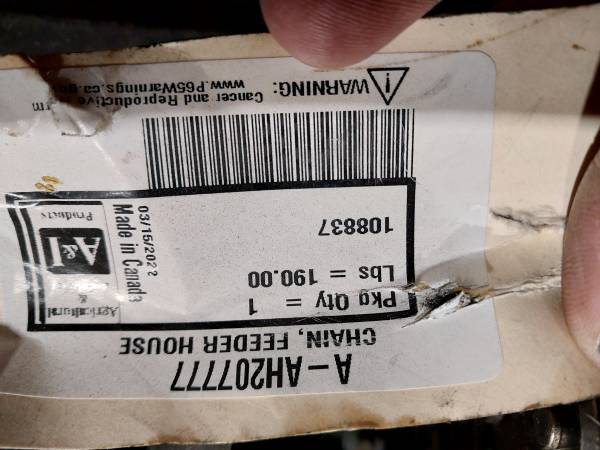 A-AH207777
CHAIN, FEEDER HOUSE
Pkg Qty = 1
Lbs = 190.00
108837
Agricultural
&
A&I
Products
Made in Canada
03/15/2022
WARNING:
Cancer and Reproductive
www.P65Warnings.ca.gov